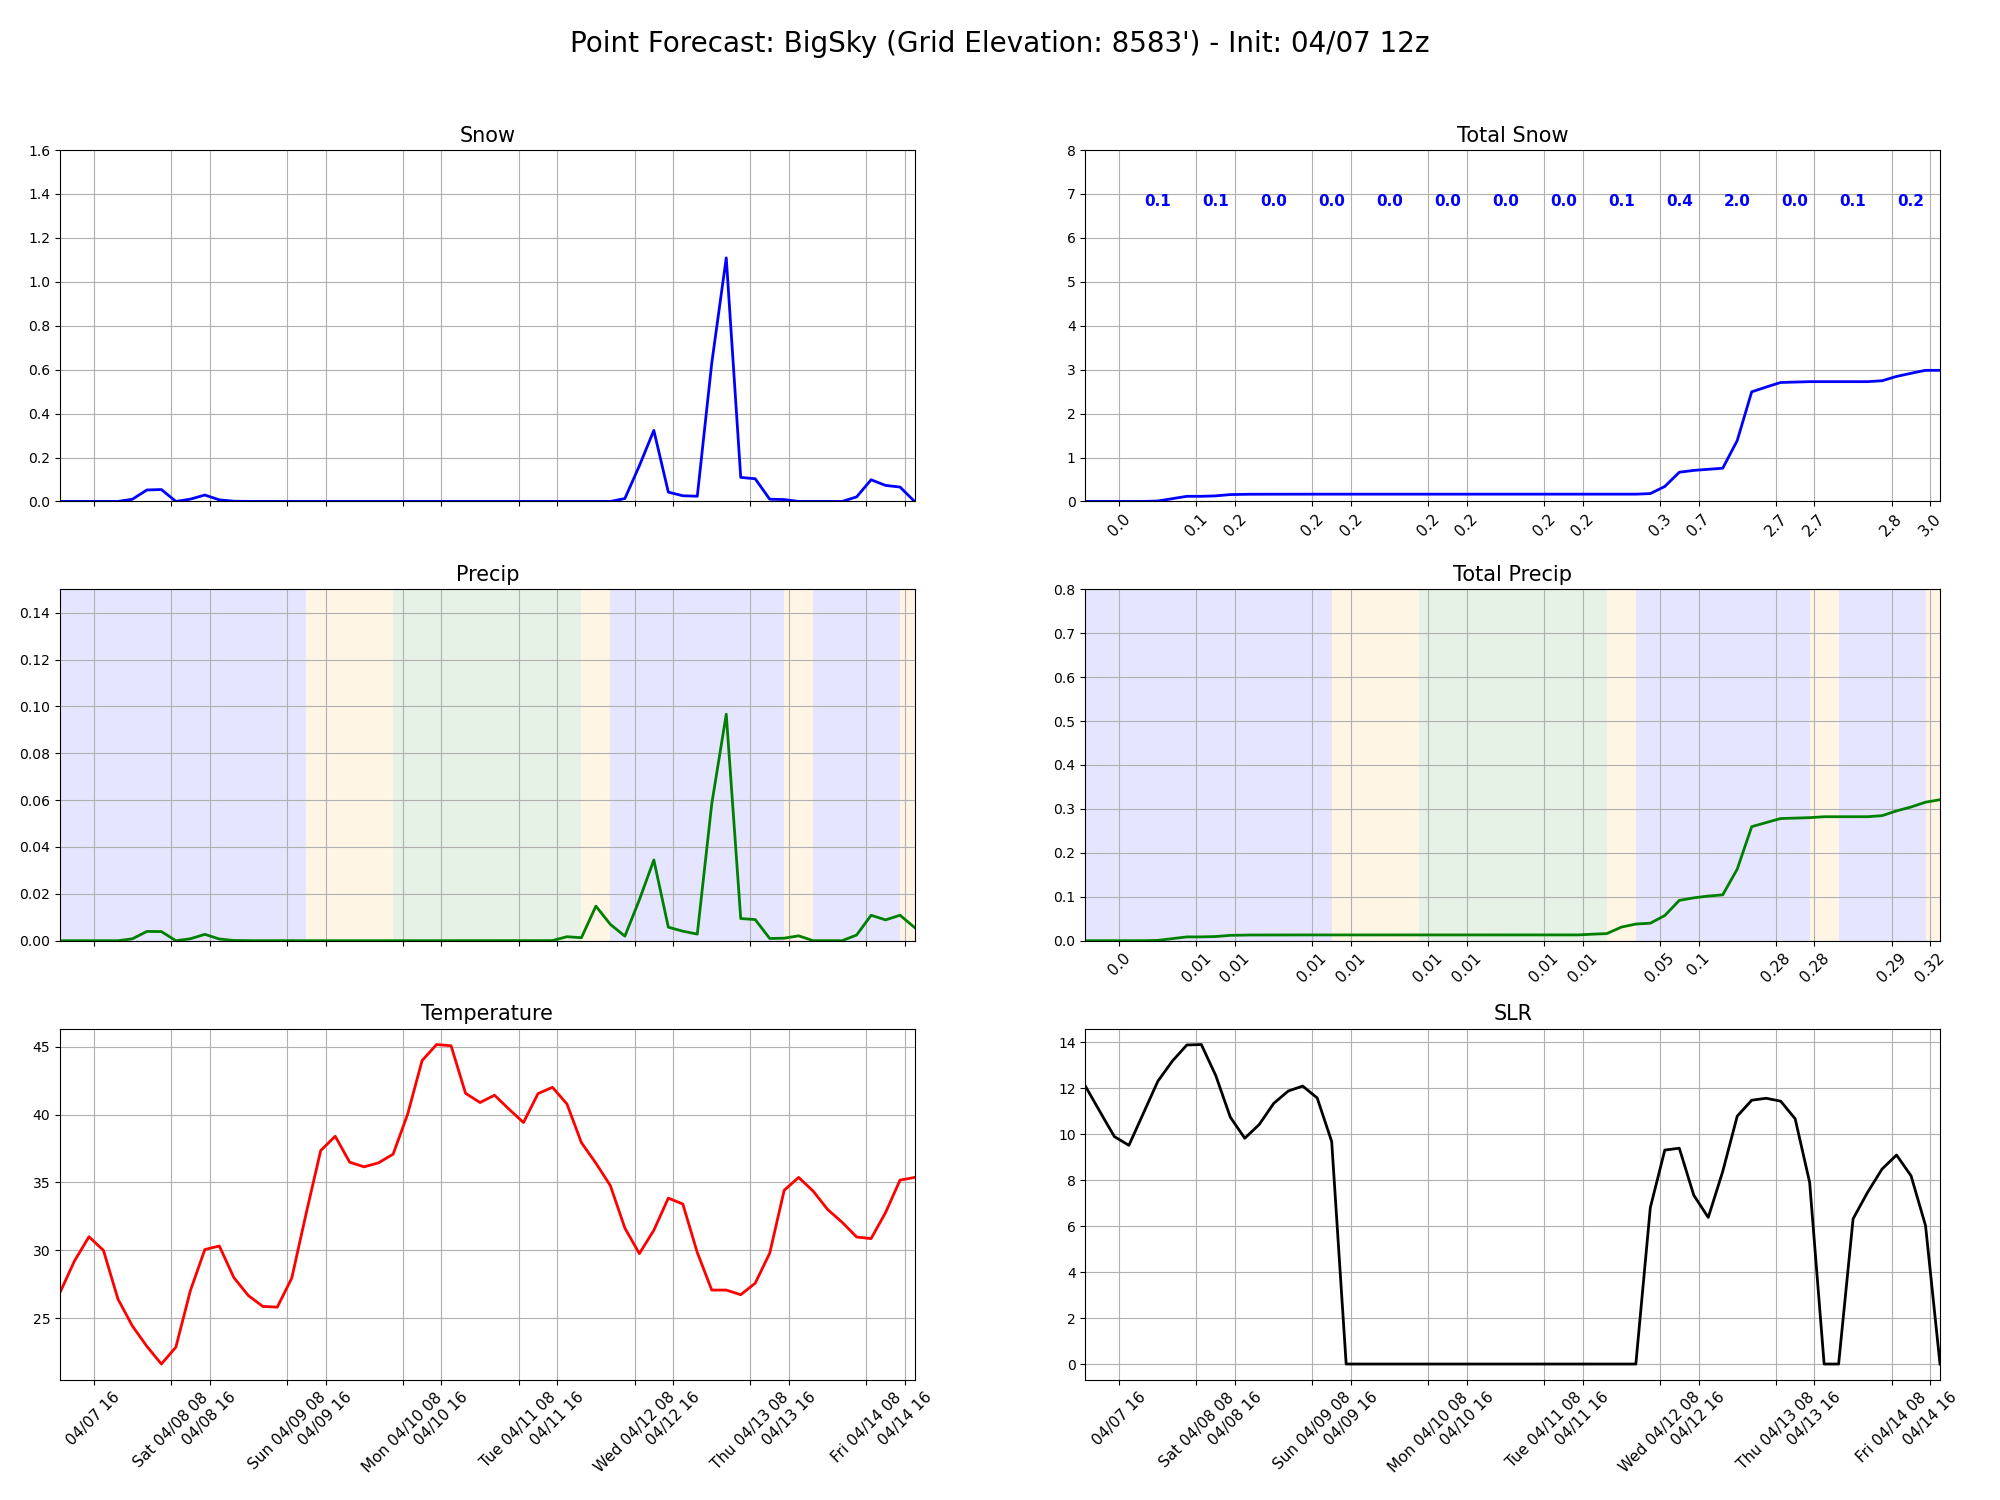 Point Forecast: BigSky (Grid Elevation: 8583') - Init: 04/07 12z
Snow
1.6
1.4
1.2
1.0
0.8
0.6
0.4
0.2
0.0
Total Snow
8
7
6
5
4
3
2
1
0
0.1 0.1 0.0 0.0 0.0 0.0 0.0 0.0 0.1 0.4 2.0 0.0 0.1 0.2
0.0 0.1 0.2 0.2 0.2 0.2 0.2 0.2 0.2 0.3 0.7 2.7 2.7 2.8 3.0
Precip
0.14
0.12
0.10
0.08
0.06
0.04
0.02
0.00
Total Precip
0.8
0.7
0.6
0.5
0.4
0.3
0.2
0.1
0.0
0.0 0.01 0.01 0.01 0.01 0.01 0.01 0.01 0.01 0.05 0.1 0.28 0.28 0.29 0.32
Temperature
45
40
35
30
25
04/07 16
Sat 04/08 08
04/08 16
Sun 04/09 08
04/09 16
Mon 04/10 08
04/10 16
Tue 04/11 08
04/11 16
Wed 04/12 08
04/12 16
Thu 04/13 08
04/13 16
Fri 04/14 08
04/14 16
SLR
14
12
10
8
6
4
2
0
04/07 16
Sat 04/08 08
04/08 16
Sun 04/09 08
04/09 16
Mon 04/10 08
04/10 16
Tue 04/11 08
04/11 16
Wed 04/12 08
04/12 16
Thu 04/13 08
04/13 16
Fri 04/14 08
04/14 16